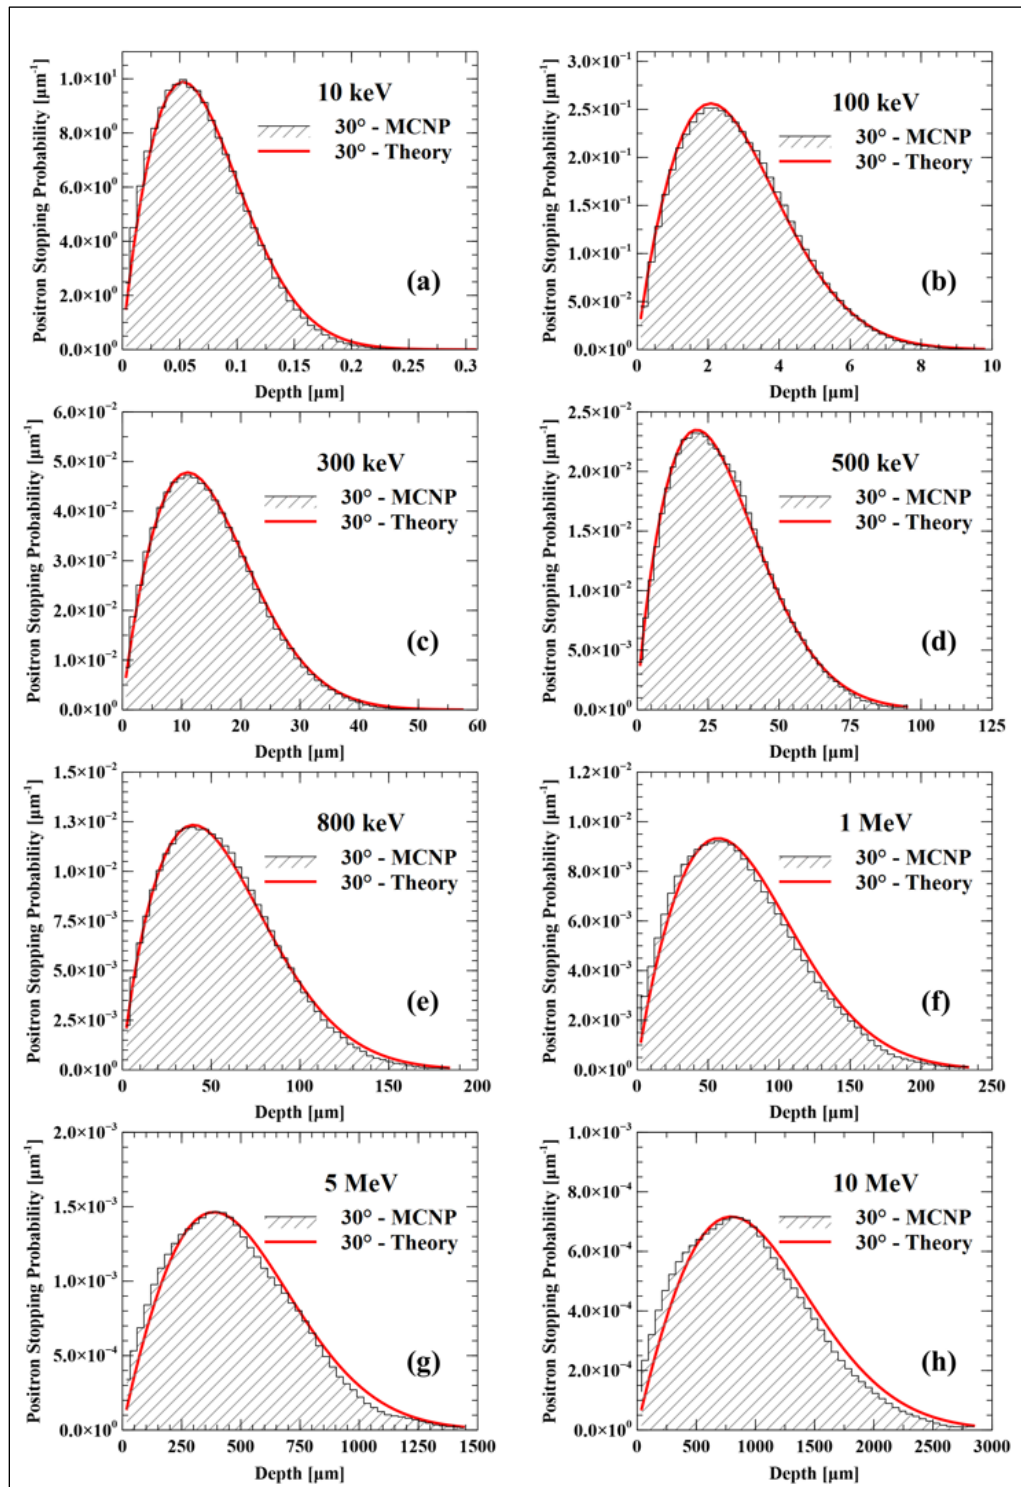 Positron Stopping Probability [µm⁻¹]
1.0×10¹
8.0×10⁰
6.0×10⁰
4.0×10⁰
2.0×10⁰
0.0×10⁰
10 keV
30° - MCNP
30° - Theory
(a)
0 0.05 0.1 0.15 0.2 0.25 0.3
Depth [µm]
Positron Stopping Probability [µm⁻¹]
3.0×10⁻¹
2.5×10⁻¹
2.0×10⁻¹
1.5×10⁻¹
1.0×10⁻¹
5.0×10⁻²
0.0×10⁰
100 keV
30° - MCNP
30° - Theory
(b)
0 2 4 6 8 10
Depth [µm]
Positron Stopping Probability [µm⁻¹]
6.0×10⁻²
5.0×10⁻²
4.0×10⁻²
3.0×10⁻²
2.0×10⁻²
1.0×10⁻²
0.0×10⁰
300 keV
30° - MCNP
30° - Theory
(c)
0 10 20 30 40 50 60
Depth [µm]
Positron Stopping Probability [µm⁻¹]
2.5×10⁻²
2.0×10⁻²
1.5×10⁻²
1.0×10⁻²
5.0×10⁻³
0.0×10⁰
500 keV
30° - MCNP
30° - Theory
(d)
0 25 50 75 100 125
Depth [µm]
Positron Stopping Probability [µm⁻¹]
1.5×10⁻²
1.3×10⁻²
1.0×10⁻²
7.5×10⁻³
5.0×10⁻³
2.5×10⁻³
0.0×10⁰
800 keV
30° - MCNP
30° - Theory
(e)
0 50 100 150 200
Depth [µm]
Positron Stopping Probability [µm⁻¹]
1.2×10⁻²
1.0×10⁻²
8.0×10⁻³
6.0×10⁻³
4.0×10⁻³
2.0×10⁻³
0.0×10⁰
1 MeV
30° - MCNP
30° - Theory
(f)
0 50 100 150 200 250
Depth [µm]
Positron Stopping Probability [µm⁻¹]
2.0×10⁻³
1.5×10⁻³
1.0×10⁻³
5.0×10⁻⁴
0.0×10⁰
5 MeV
30° - MCNP
30° - Theory
(g)
0 250 500 750 1000 1250 1500
Depth [µm]
Positron Stopping Probability [µm⁻¹]
1.0×10⁻³
8.0×10⁻⁴
6.0×10⁻⁴
4.0×10⁻⁴
2.0×10⁻⁴
0.0×10⁰
10 MeV
30° - MCNP
30° - Theory
(h)
0 500 1000 1500 2000 2500 3000
Depth [µm]